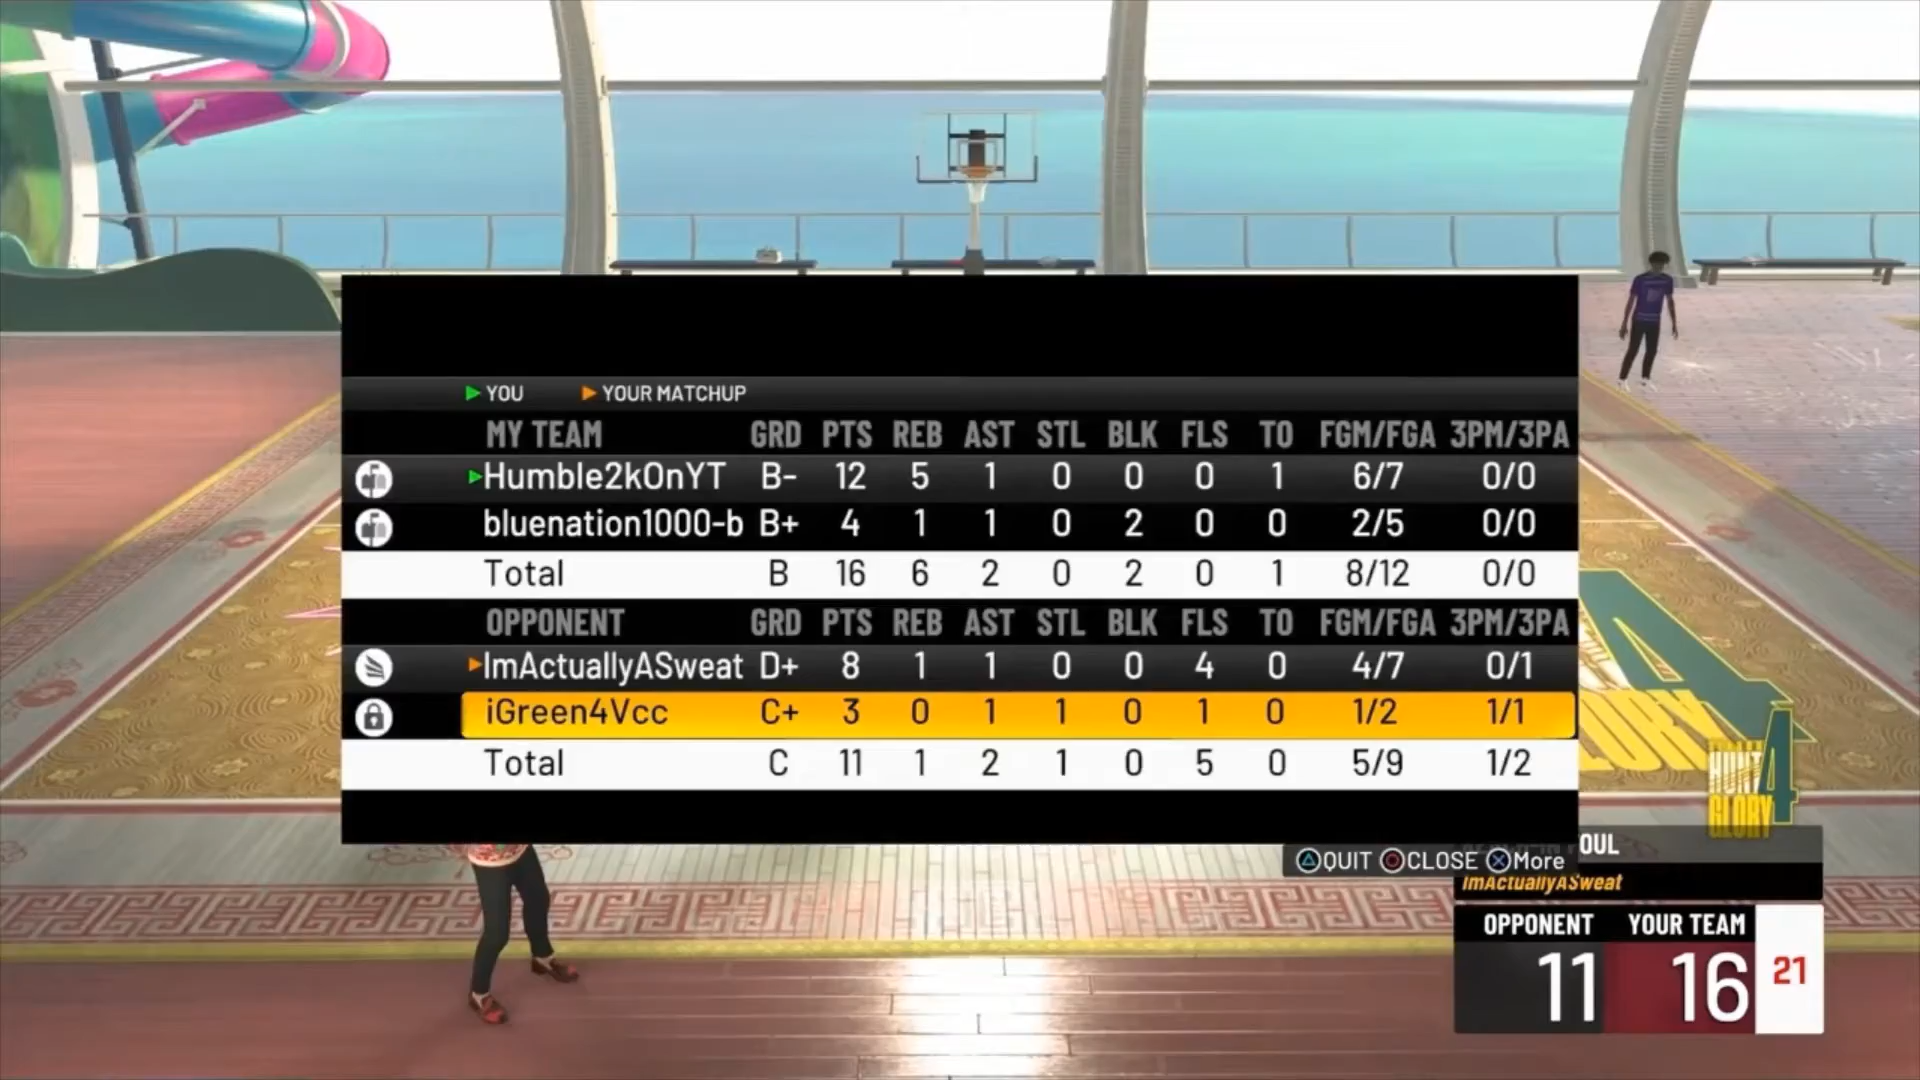 YOU YOUR MATCHUP
MY TEAM GRD PTS REB AST STL BLK FLS TO FGM/FGA 3PM/3PA
Humble2kOnYT B- 12 5 1 0 0 0 1 6/7 0/0
bluenation1000-b B+ 4 1 1 0 2 0 0 2/5 0/0
Total B 16 6 2 0 2 0 1 8/12 0/0
OPPONENT GRD PTS REB AST STL BLK FLS TO FGM/FGA 3PM/3PA
ImActuallyASweat D+ 8 1 1 0 0 4 0 4/7 0/1
iGreen4Vcc C+ 3 0 1 1 0 1 0 1/2 1/1
Total C 11 1 2 1 0 5 0 5/9 1/2
HUNT
4
GLORY
QUIT CLOSE More
OUL
ImActuallyASweat
OPPONENT YOUR TEAM
11 16 21